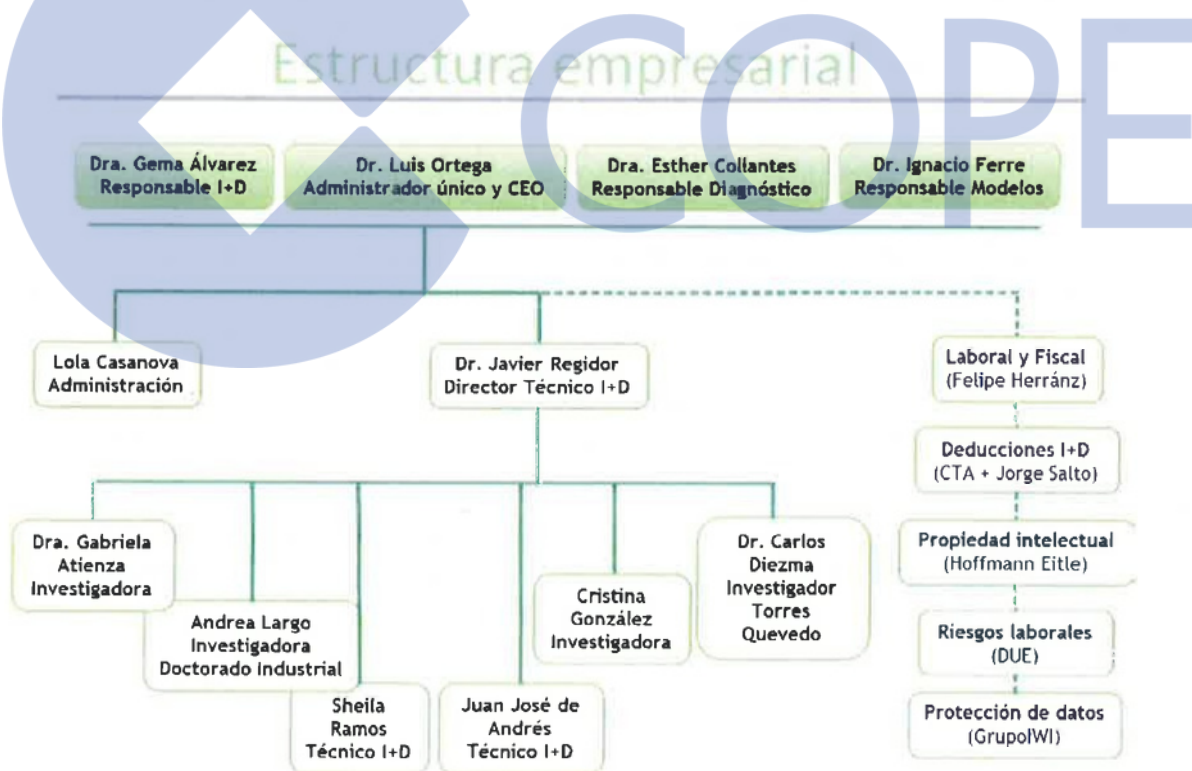 COPE
Estructura empresarial
Dra. Gema Álvarez
Responsable I+D
Dr. Luis Ortega
Administrador único y CEO
Dra. Esther Collantes
Responsable Diagnóstico
Dr. Ignacio Ferre
Responsable Modelos
Lola Casanova
Administración
Dr. Javier Regidor
Director Técnico I+D
Laboral y Fiscal
(Felipe Herránz)
Deducciones I+D
(CTA + Jorge Salto)
Propiedad intelectual
(Hoffmann Eitle)
Riesgos laborales
(DUE)
Protección de datos
(GrupoIWI)
Dra. Gabriela
Atienza
Investigadora
Andrea Largo
Investigadora
Doctorado Industrial
Sheila
Ramos
Técnico I+D
Juan José de
Andrés
Técnico I+D
Cristina
González
Investigadora
Dr. Carlos
Diezma
Investigador
Torres
Quevedo